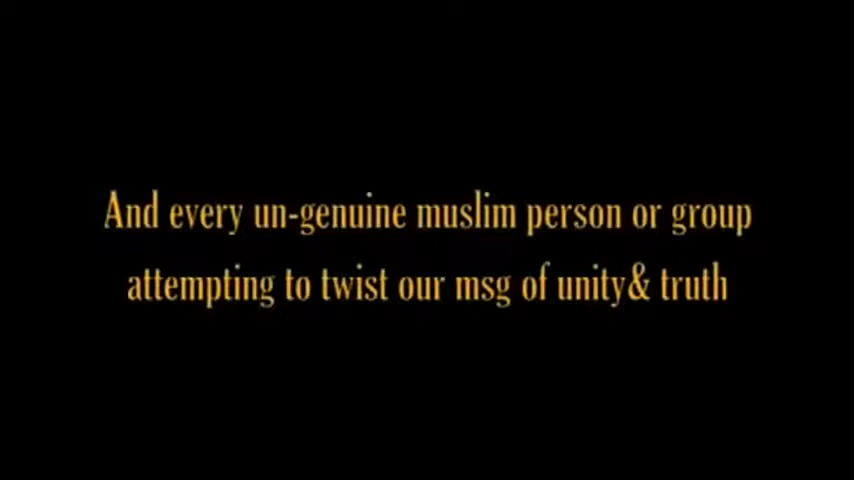 And every un-genuine muslim person or group
attempting to twist our msg of unity& truth